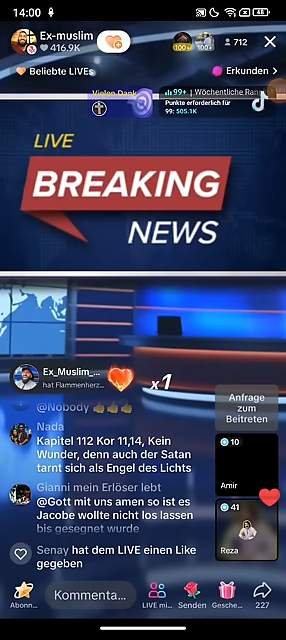 14:00
48
Ex-muslim
416.9K
100+
100+
712
Beliebte LIVEs
Erkunden >
Vielen Dank
99+ | Wöchentliche Ran
Punkte erforderlich für
99: 505.1K
LIVE
BREAKING
NEWS
Ex_Muslim_...
hat Flammenherz...
x1
@Nobody 👍👍👍
Anfrage
zum
Beitreten
Nada
Kapitel 112 Kor 11,14, Kein
Wunder, denn auch der Satan
tarnt sich als Engel des Lichts
10
Amir
Gianni mein Erlöser lebt
@Gott mit uns amen so ist es
Jacobe wollte nicht los lassen
bis gesegnet wurde
41
Reza
Senay hat dem LIVE einen Like
gegeben
Kommenta...
Abonn...
LIVE mi...
Senden
Gesche...
227